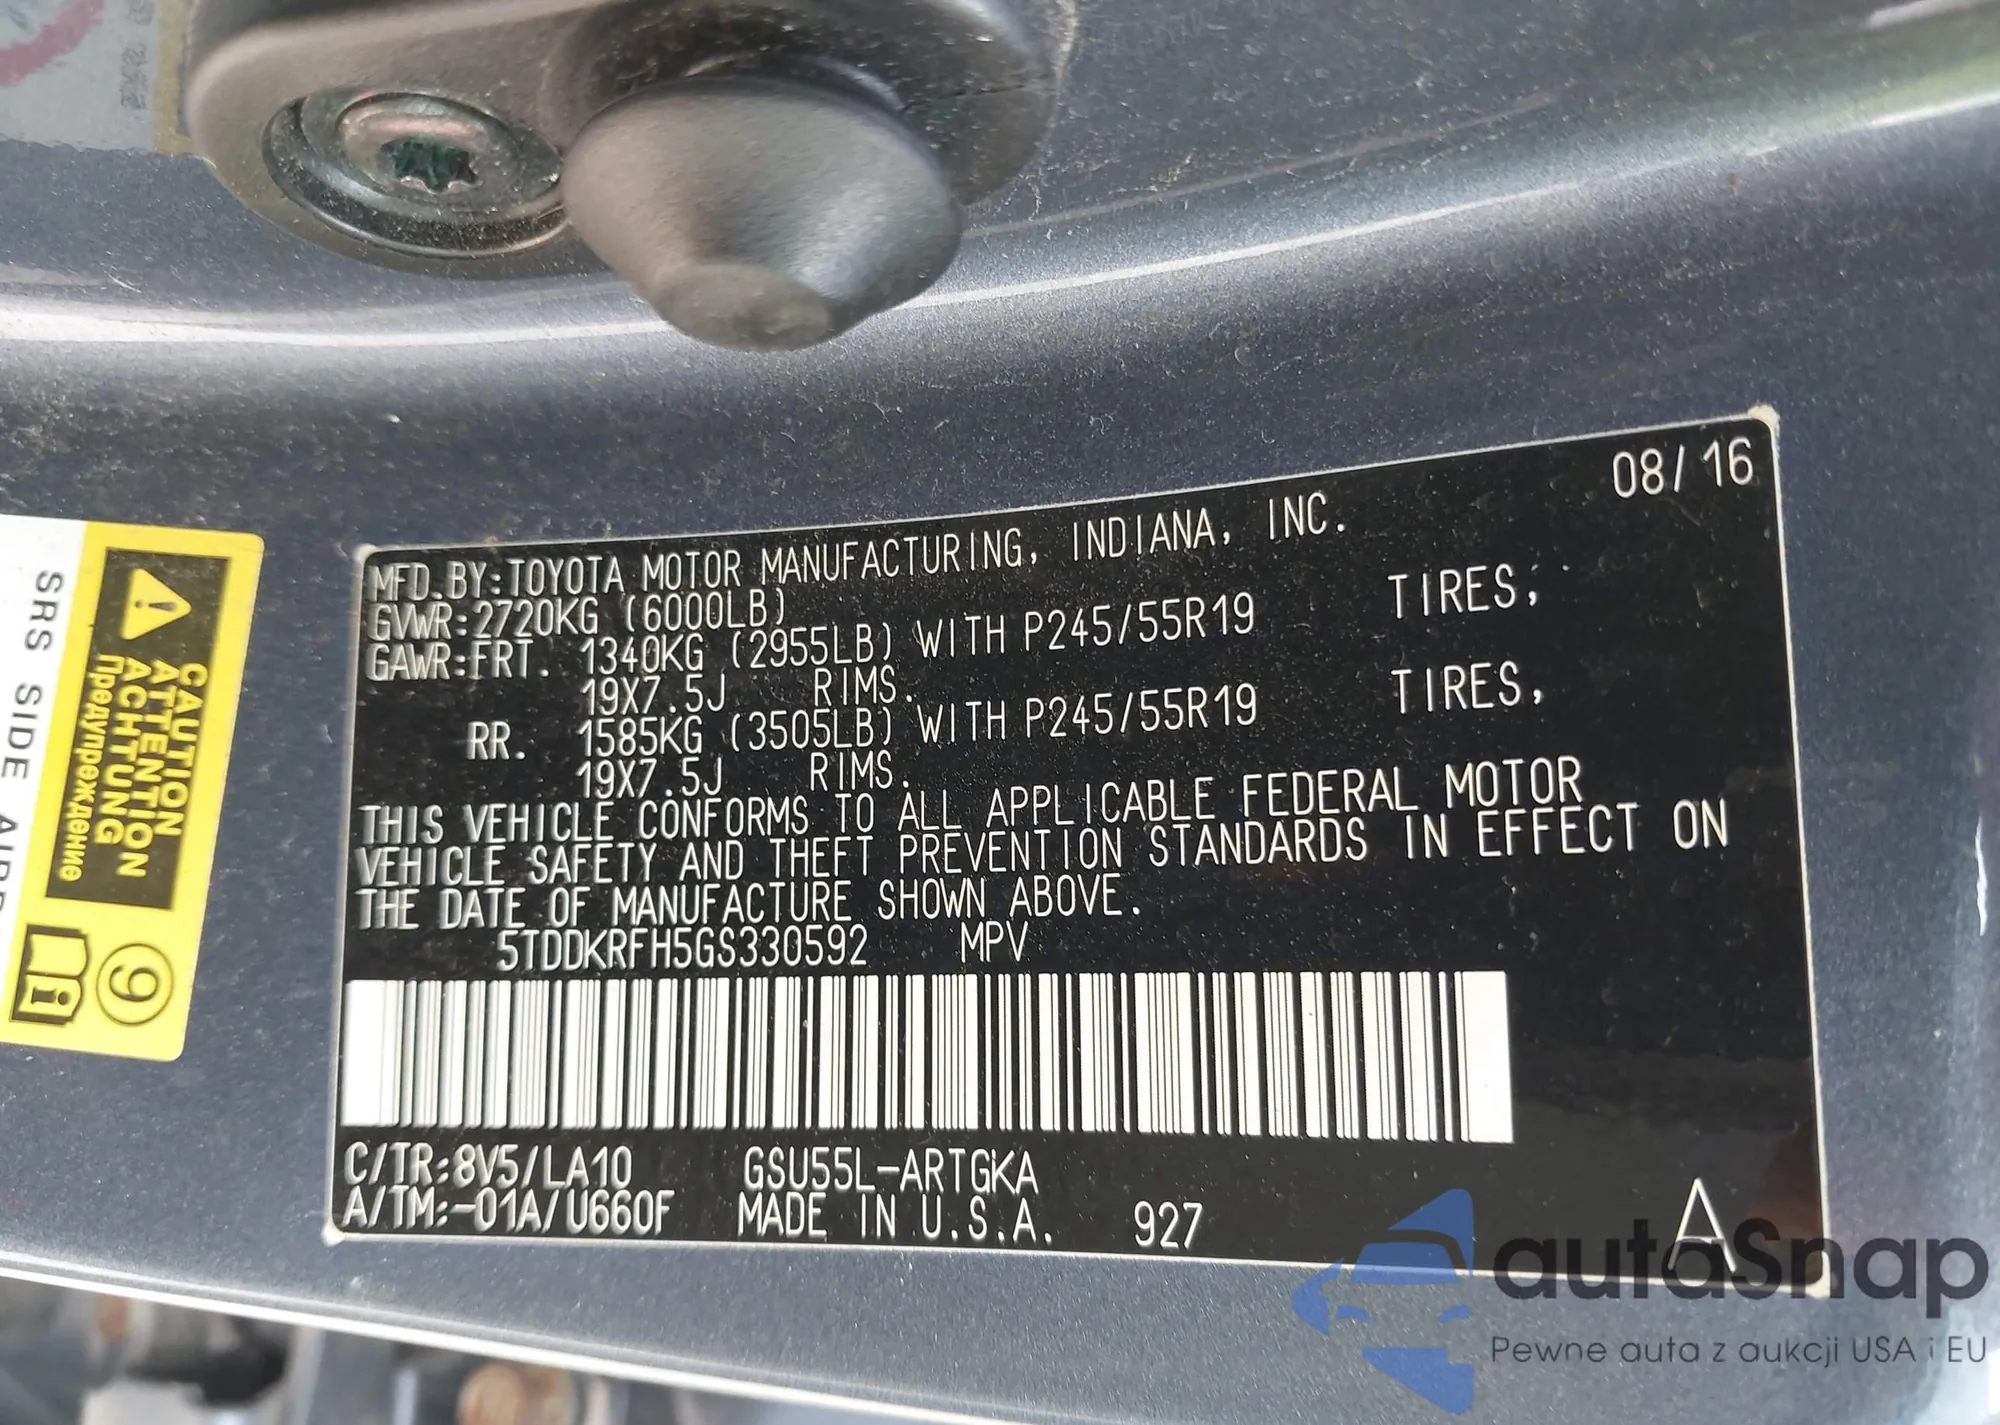 08/16
MFD.BY:TOYOTA MOTOR MANUFACTURING, INDIANA, INC.
GVWR:2720KG (6000LB)
GAWR:FRT. 1340KG (2955LB) WITH P245/55R19 TIRES,
19X7.5J RIMS.
RR. 1585KG (3505LB) WITH P245/55R19 TIRES,
19X7.5J RIMS.
THIS VEHICLE CONFORMS TO ALL APPLICABLE FEDERAL MOTOR
VEHICLE SAFETY AND THEFT PREVENTION STANDARDS IN EFFECT ON
THE DATE OF MANUFACTURE SHOWN ABOVE.
5TDDKRFH5GS330592 MPV
C/TR:8V5/LA10 GSU55L-ARTGKA
A/TM:-01A/U660F MADE IN U.S.A. 927 A
CAUTION
ATTENTION
ACHTUNG
Предупреждение
SRS SIDE
9
autoSnap
Pewne auta z aukcji USA i EU